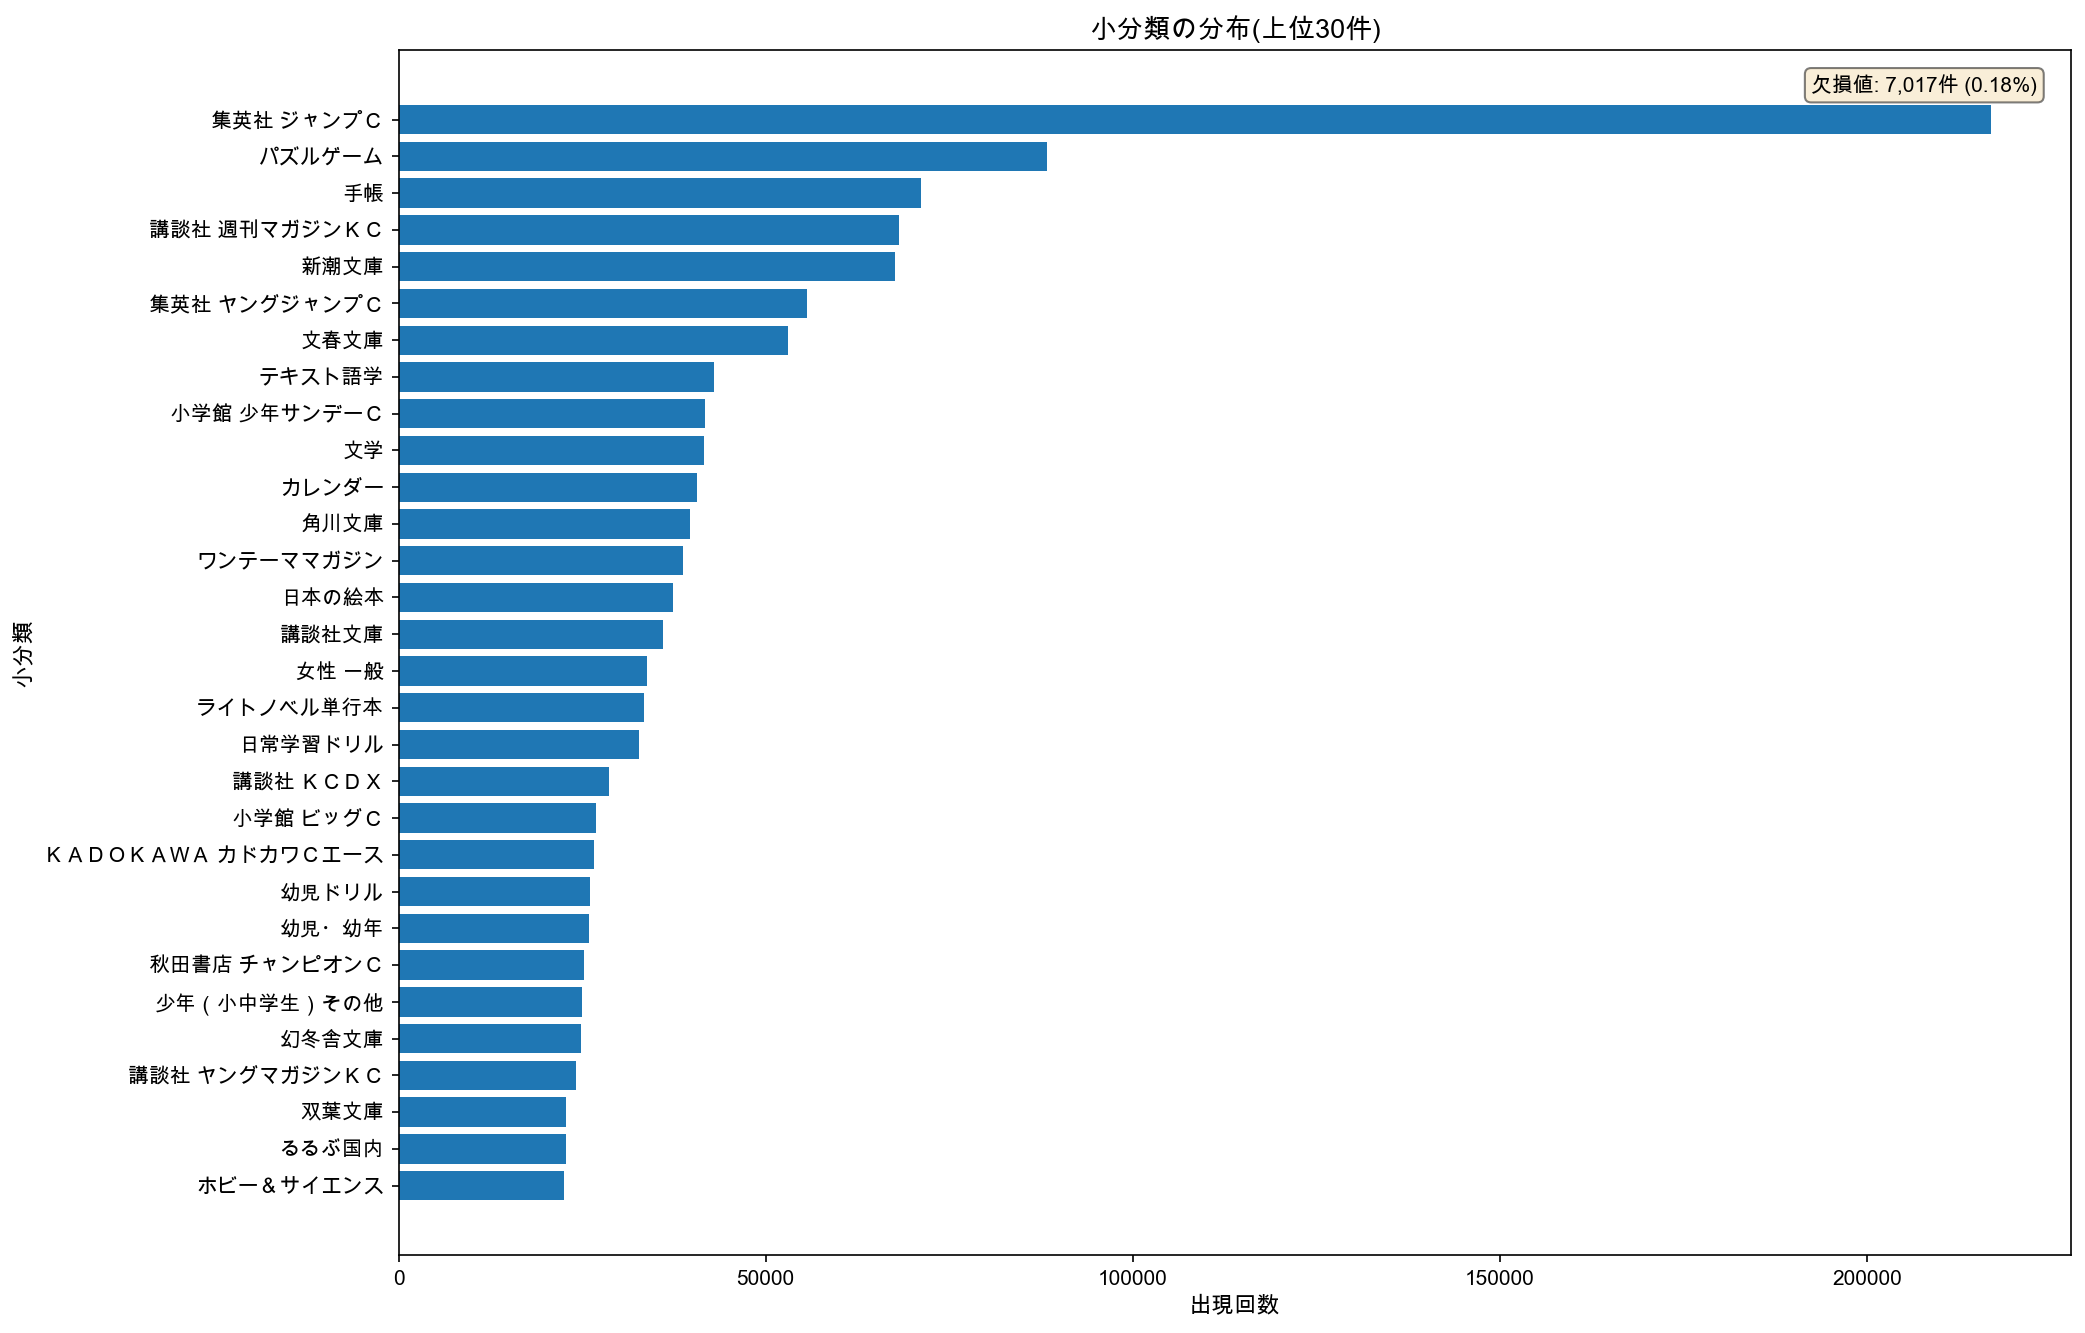 小分類の分布(上位30件)
欠損値: 7,017件 (0.18%)
集英社 ジャンプＣ
パズルゲーム
手帳
講談社 週刊マガジンＫＣ
新潮文庫
集英社 ヤングジャンプＣ
文春文庫
テキスト語学
小学館 少年サンデーＣ
文学
カレンダー
角川文庫
ワンテーママガジン
日本の絵本
講談社文庫
女性 一般
ライトノベル単行本
日常学習ドリル
講談社 ＫＣＤＸ
小学館 ビッグＣ
ＫＡＤＯＫＡＷＡ カドカワＣエース
幼児ドリル
幼児・幼年
秋田書店 チャンピオンＣ
少年（小中学生）その他
幻冬舎文庫
講談社 ヤングマガジンＫＣ
双葉文庫
るるぶ国内
ホビー＆サイエンス
小分類
0 50000 100000 150000 200000
出現回数